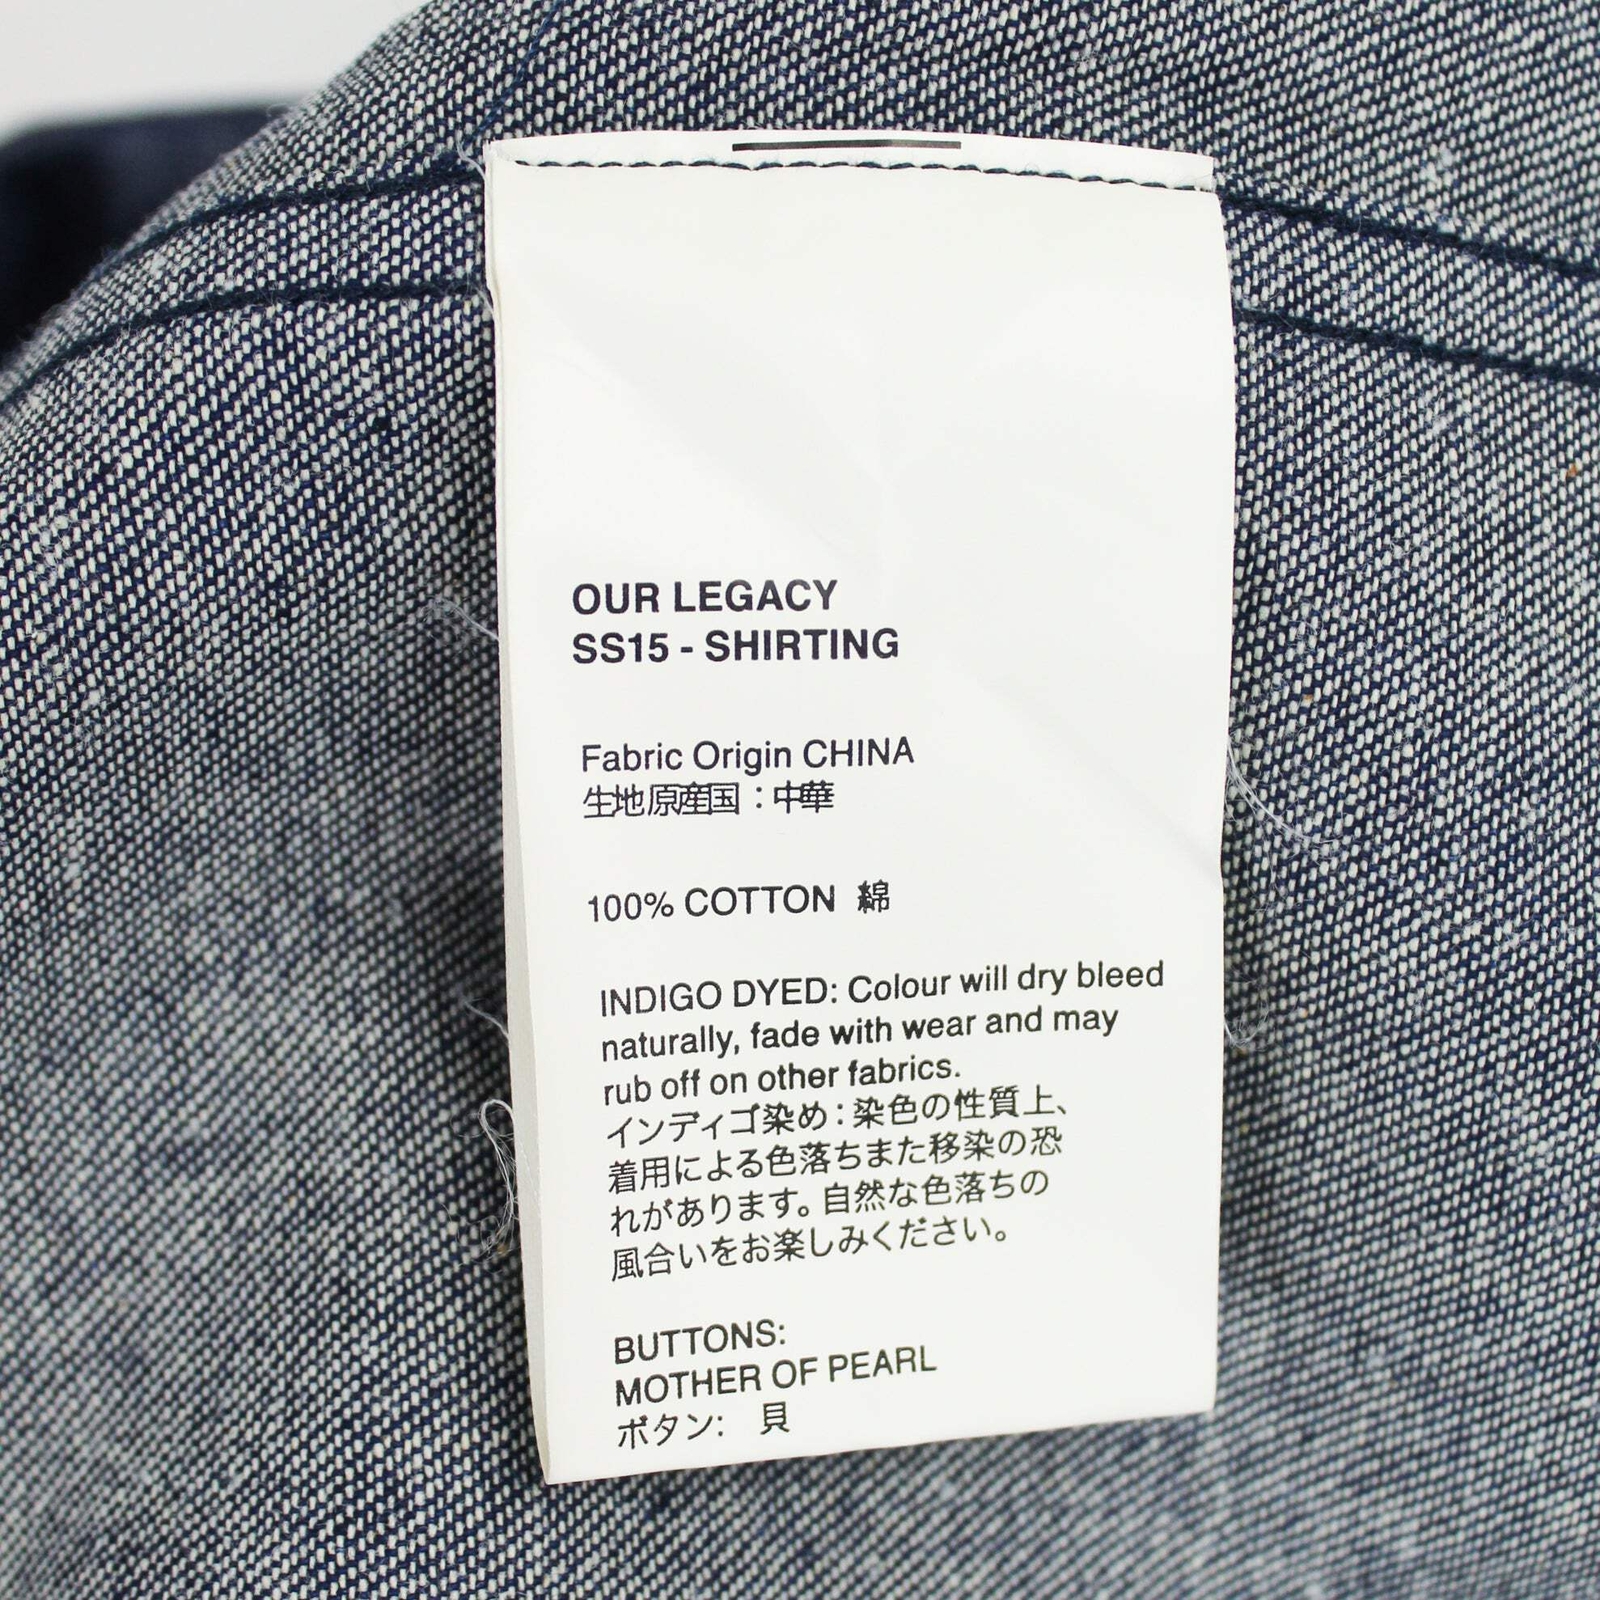 OUR LEGACY
SS15 - SHIRTING
Fabric Origin CHINA
生地原産国：中華
100% COTTON 綿
INDIGO DYED: Colour will dry bleed
naturally, fade with wear and may
rub off on other fabrics.
インディゴ染め：染色の性質上、
着用による色落ちまた移染の恐
れがあります。自然な色落ちの
風合いをお楽しみください。
BUTTONS:
MOTHER OF PEARL
ボタン: 貝